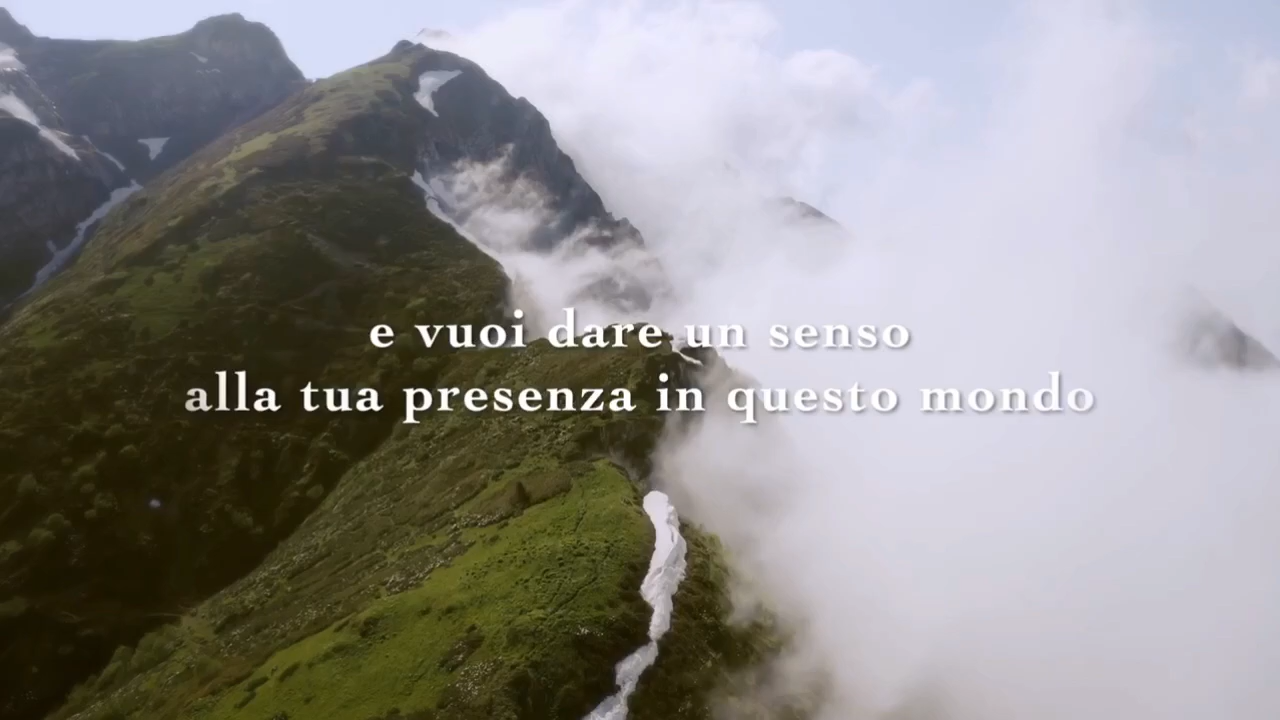 e vuoi dare un senso
alla tua presenza in questo mondo